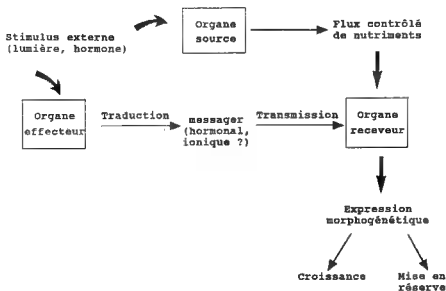 Stimulus externe
(lumière, hormone)
Organe
source
Flux contrôlé
de nutriments
Organe
effecteur
Traduction
messager
(hormonal,
ionique ?)
Transmission
Organe
receveur
Expression
morphogénétique
Croissance
Mise en
réserve